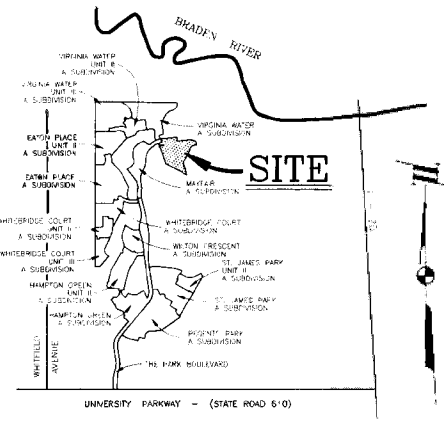 BRADEN RIVER
VIRGINIA WATER
UNIT III
A SUBDIVISION
VIRGINIA WATER
UNIT II
A SUBDIVISION
VIRGINIA WATER
A SUBDIVISION
EATON PLACE
UNIT II
A SUBDIVISION
SITE
EATON PLACE
A SUBDIVISION
MAYFAIR
A SUBDIVISION
WHITEBRIDGE COURT
UNIT II
A SUBDIVISION
WHITEBRIDGE COURT
A SUBDIVISION
WILTON CRESCENT
A SUBDIVISION
WHITEBRIDGE COURT
UNIT III
A SUBDIVISION
ST. JAMES PARK
UNIT II
A SUBDIVISION
HAMPTON GREEN
UNIT II
A SUBDIVISION
ST. JAMES PARK
A SUBDIVISION
HAMPTON GREEN
A SUBDIVISION
REGENTS PARK
A SUBDIVISION
WHITFIELD
AVENUE
THE PARK BOULEVARD
UNIVERSITY PARKWAY - (STATE ROAD 610)